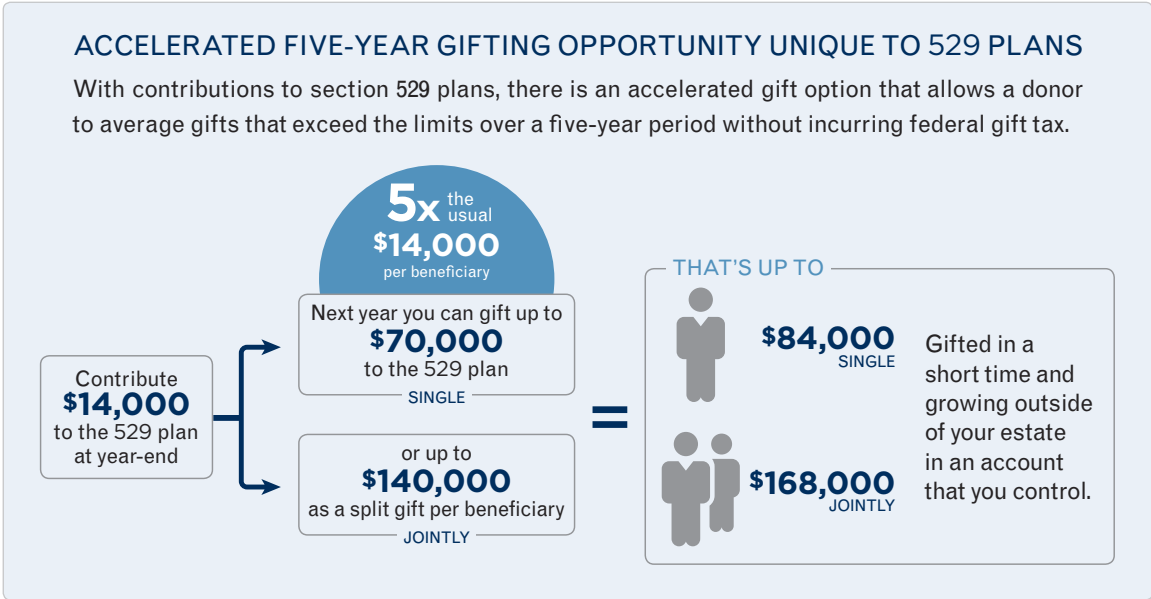 ACCELERATED FIVE-YEAR GIFTING OPPORTUNITY UNIQUE TO 529 PLANS
With contributions to section 529 plans, there is an accelerated gift option that allows a donor
to average gifts that exceed the limits over a five-year period without incurring federal gift tax.
Contribute
$14,000
to the 529 plan
at year-end
5x the
usual
$14,000
per beneficiary
Next year you can gift up to
$70,000
to the 529 plan
SINGLE
or up to
$140,000
as a split gift per beneficiary
JOINTLY
=
THAT'S UP TO
$84,000
SINGLE
$168,000
JOINTLY
Gifted in a
short time and
growing outside
of your estate
in an account
that you control.